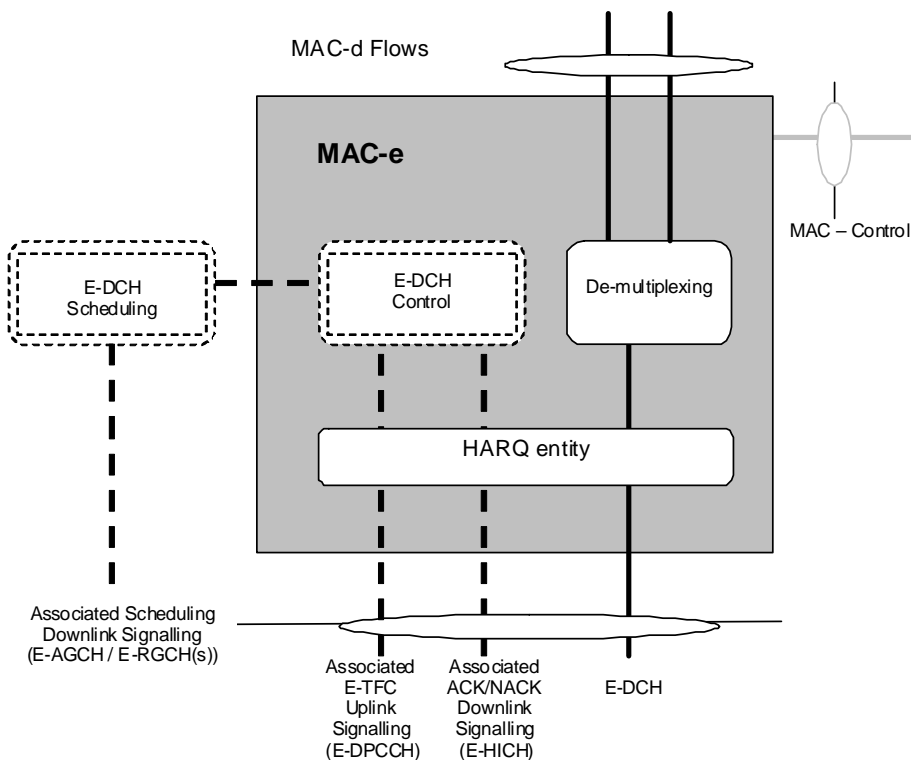 MAC-d Flows
MAC-e
MAC – Control
E-DCH
Scheduling
E-DCH
Control
De-multiplexing
HARQ entity
Associated Scheduling
Downlink Signalling
(E-AGCH / E-RGCH(s))
Associated
E-TFC
Uplink
Signalling
(E-DPCCH)
Associated
ACK/NACK
Downlink
Signalling
(E-HICH)
E-DCH